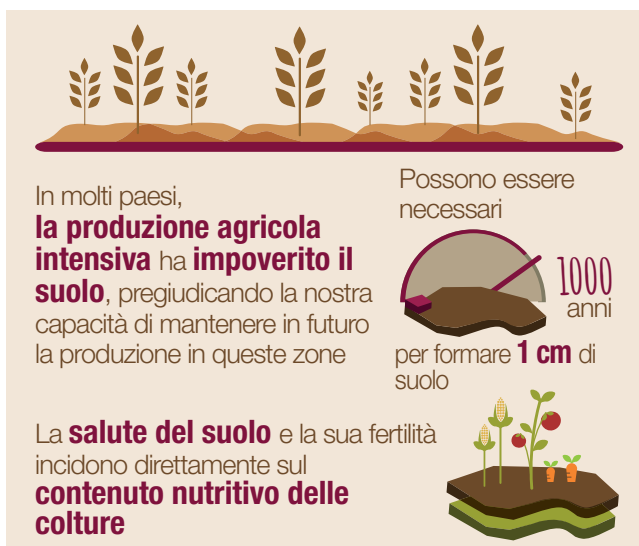 In molti paesi,
la produzione agricola
intensiva ha impoverito il
suolo, pregiudicando la nostra
capacità di mantenere in futuro
la produzione in queste zone
Possono essere
necessari
1000
anni
per formare 1 cm di
suolo
La salute del suolo e la sua fertilità
incidono direttamente sul
contenuto nutritivo delle
colture